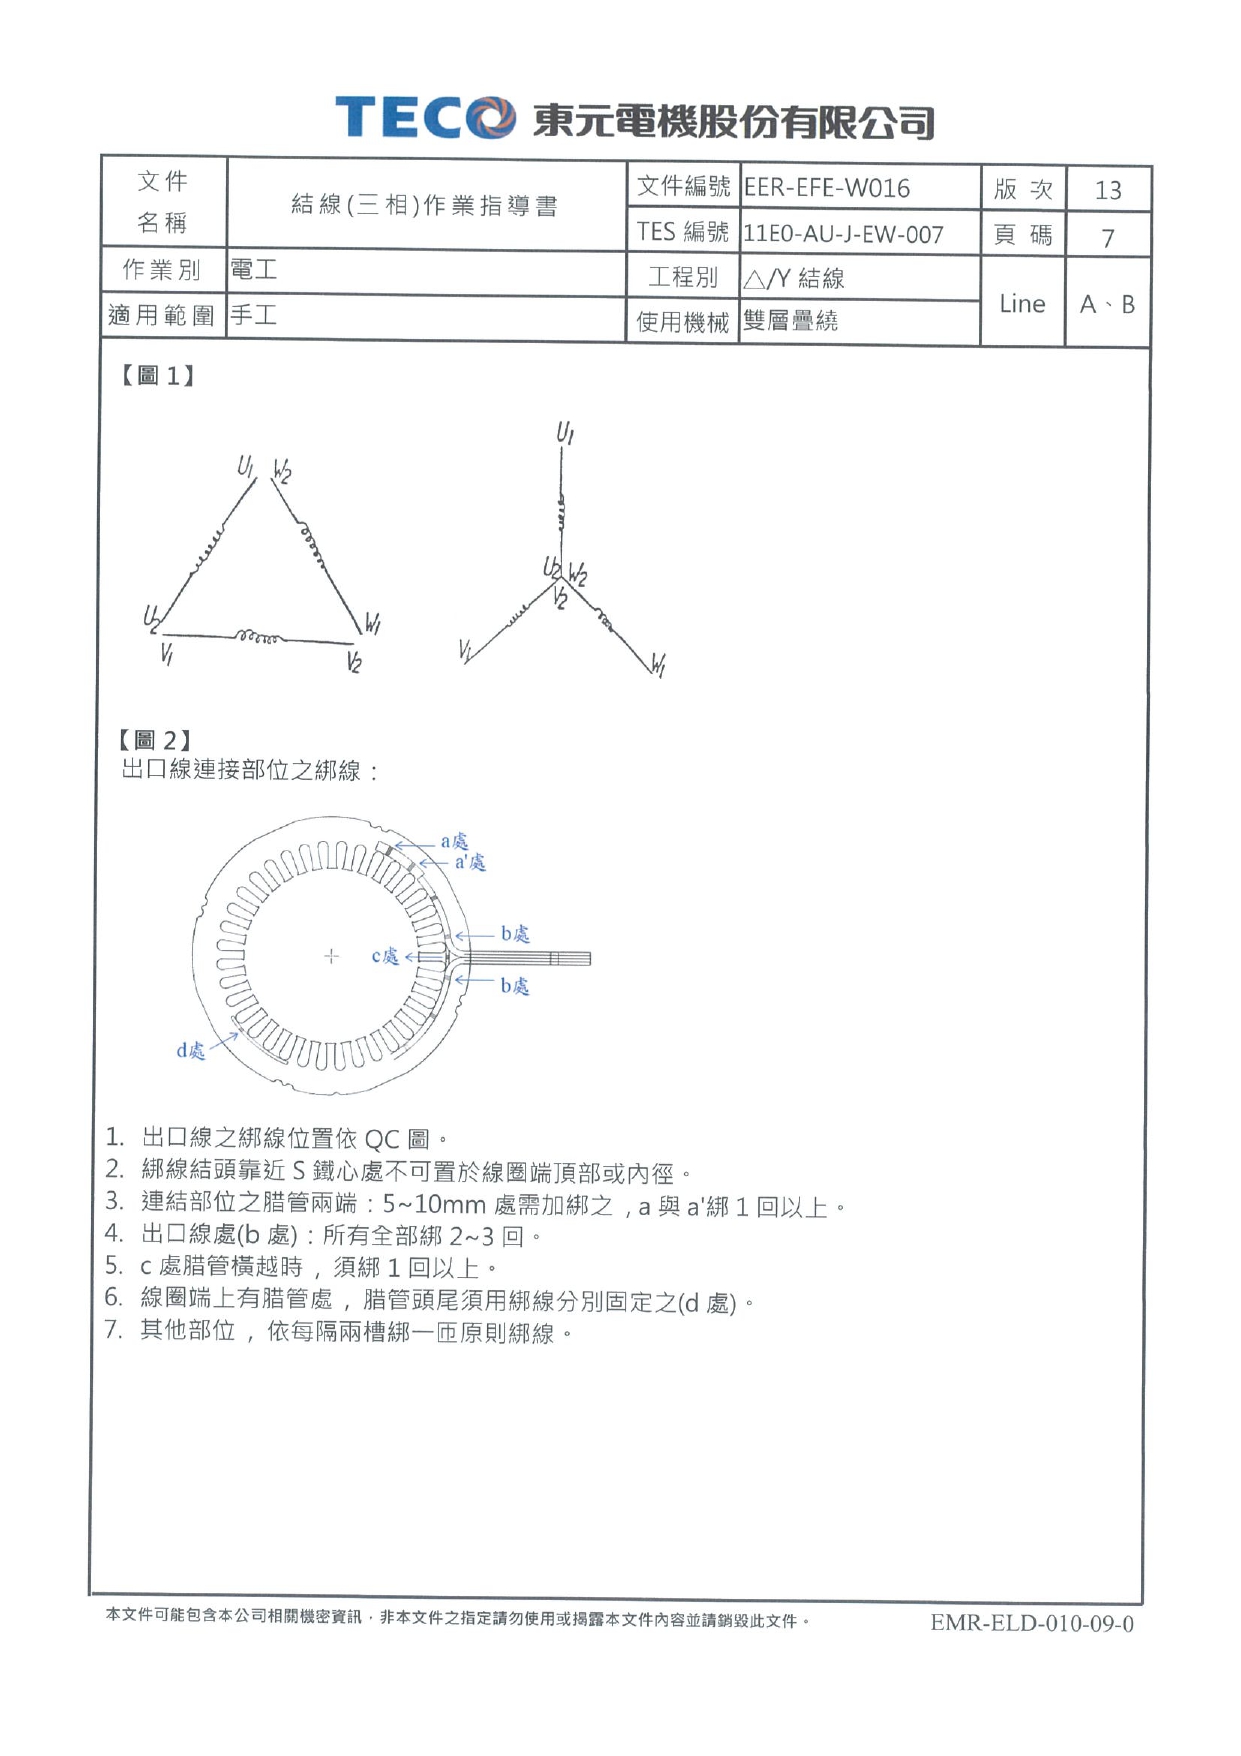 TECO 東元電機股份有限公司
文件名稱 結線(三相)作業指導書 文件編號 EER-EFE-W016 版次 13
TES 編號 11E0-AU-J-EW-007 頁碼 7
作業別 電工 工程別 △/Y 結線 Line A、B
適用範圍 手工 使用機械 雙層疊繞
【圖 1】
U1 W2
U2 W1
V1 V2
U1
U2 W2
V2
V1 W1
【圖 2】
出口線連接部位之綁線：
a處
a'處
b處
c處
b處
d處
1. 出口線之綁線位置依 QC 圖。
2. 綁線結頭靠近 S 鐵心處不可置於線圈端頂部或內徑。
3. 連結部位之腊管兩端：5~10mm 處需加綁之，a 與 a'綁 1 回以上。
4. 出口線處(b 處)：所有全部綁 2~3 回。
5. c 處腊管橫越時，須綁 1 回以上。
6. 線圈端上有腊管處，腊管頭尾須用綁線分別固定之(d 處)。
7. 其他部位，依每隔兩槽綁一匝原則綁線。
本文件可能包含本公司相關機密資訊，非本文件之指定請勿使用或揭露本文件內容並請銷毀此文件。 EMR-ELD-010-09-0